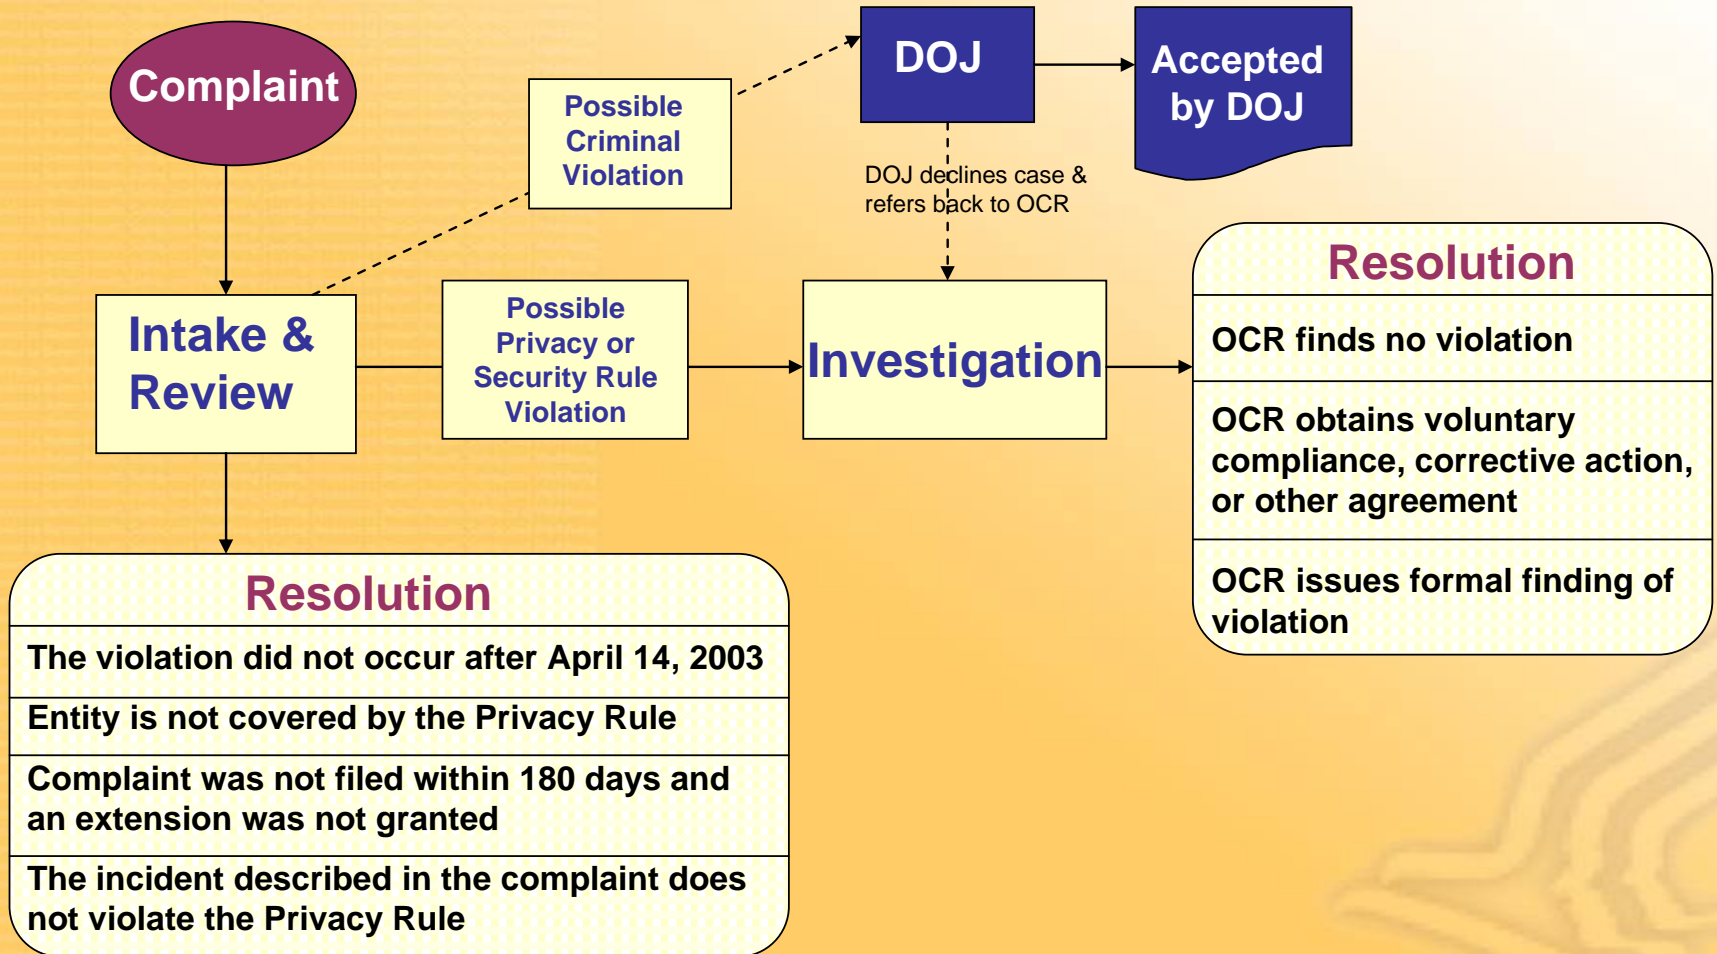 Complaint
Possible
Criminal
Violation
DOJ
Accepted
by DOJ
DOJ declines case &
refers back to OCR
Intake &
Review
Possible
Privacy or
Security Rule
Violation
Investigation
Resolution
OCR finds no violation
OCR obtains voluntary
compliance, corrective action,
or other agreement
OCR issues formal finding of
violation
Resolution
The violation did not occur after April 14, 2003
Entity is not covered by the Privacy Rule
Complaint was not filed within 180 days and
an extension was not granted
The incident described in the complaint does
not violate the Privacy Rule